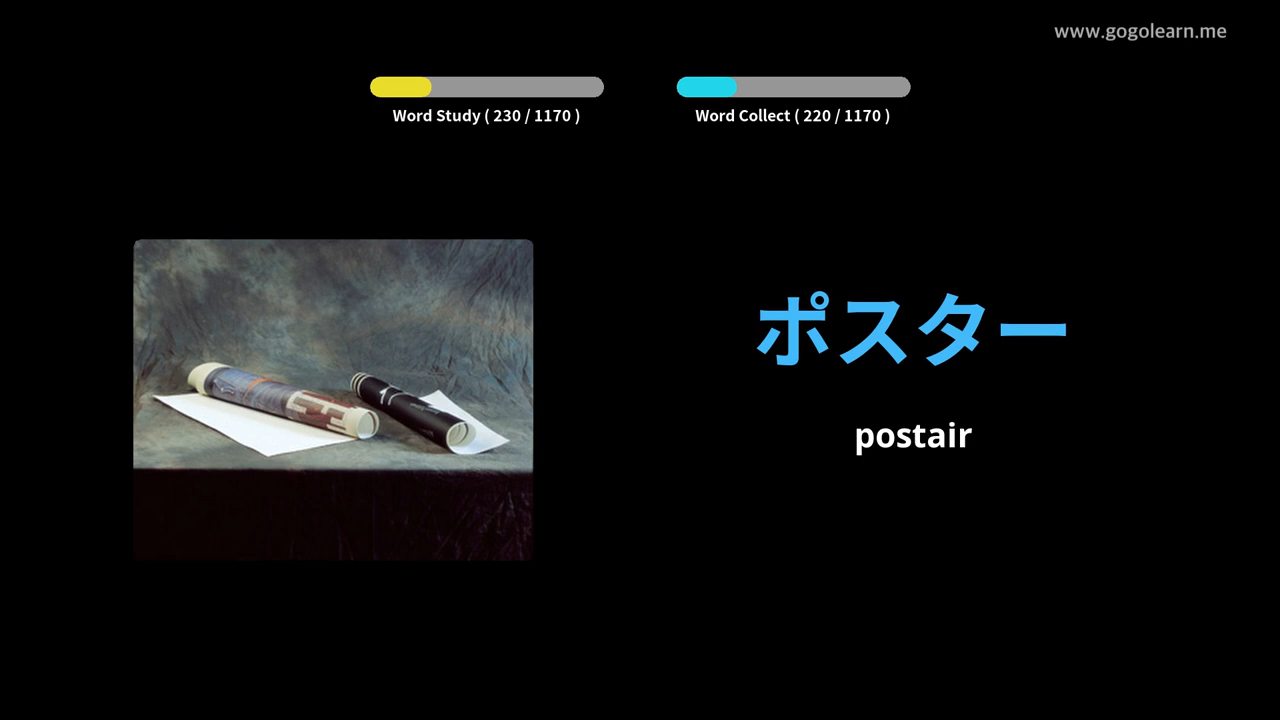 www.gogolearn.me
Word Study ( 230 / 1170 )
Word Collect ( 220 / 1170 )
ポスター
postair